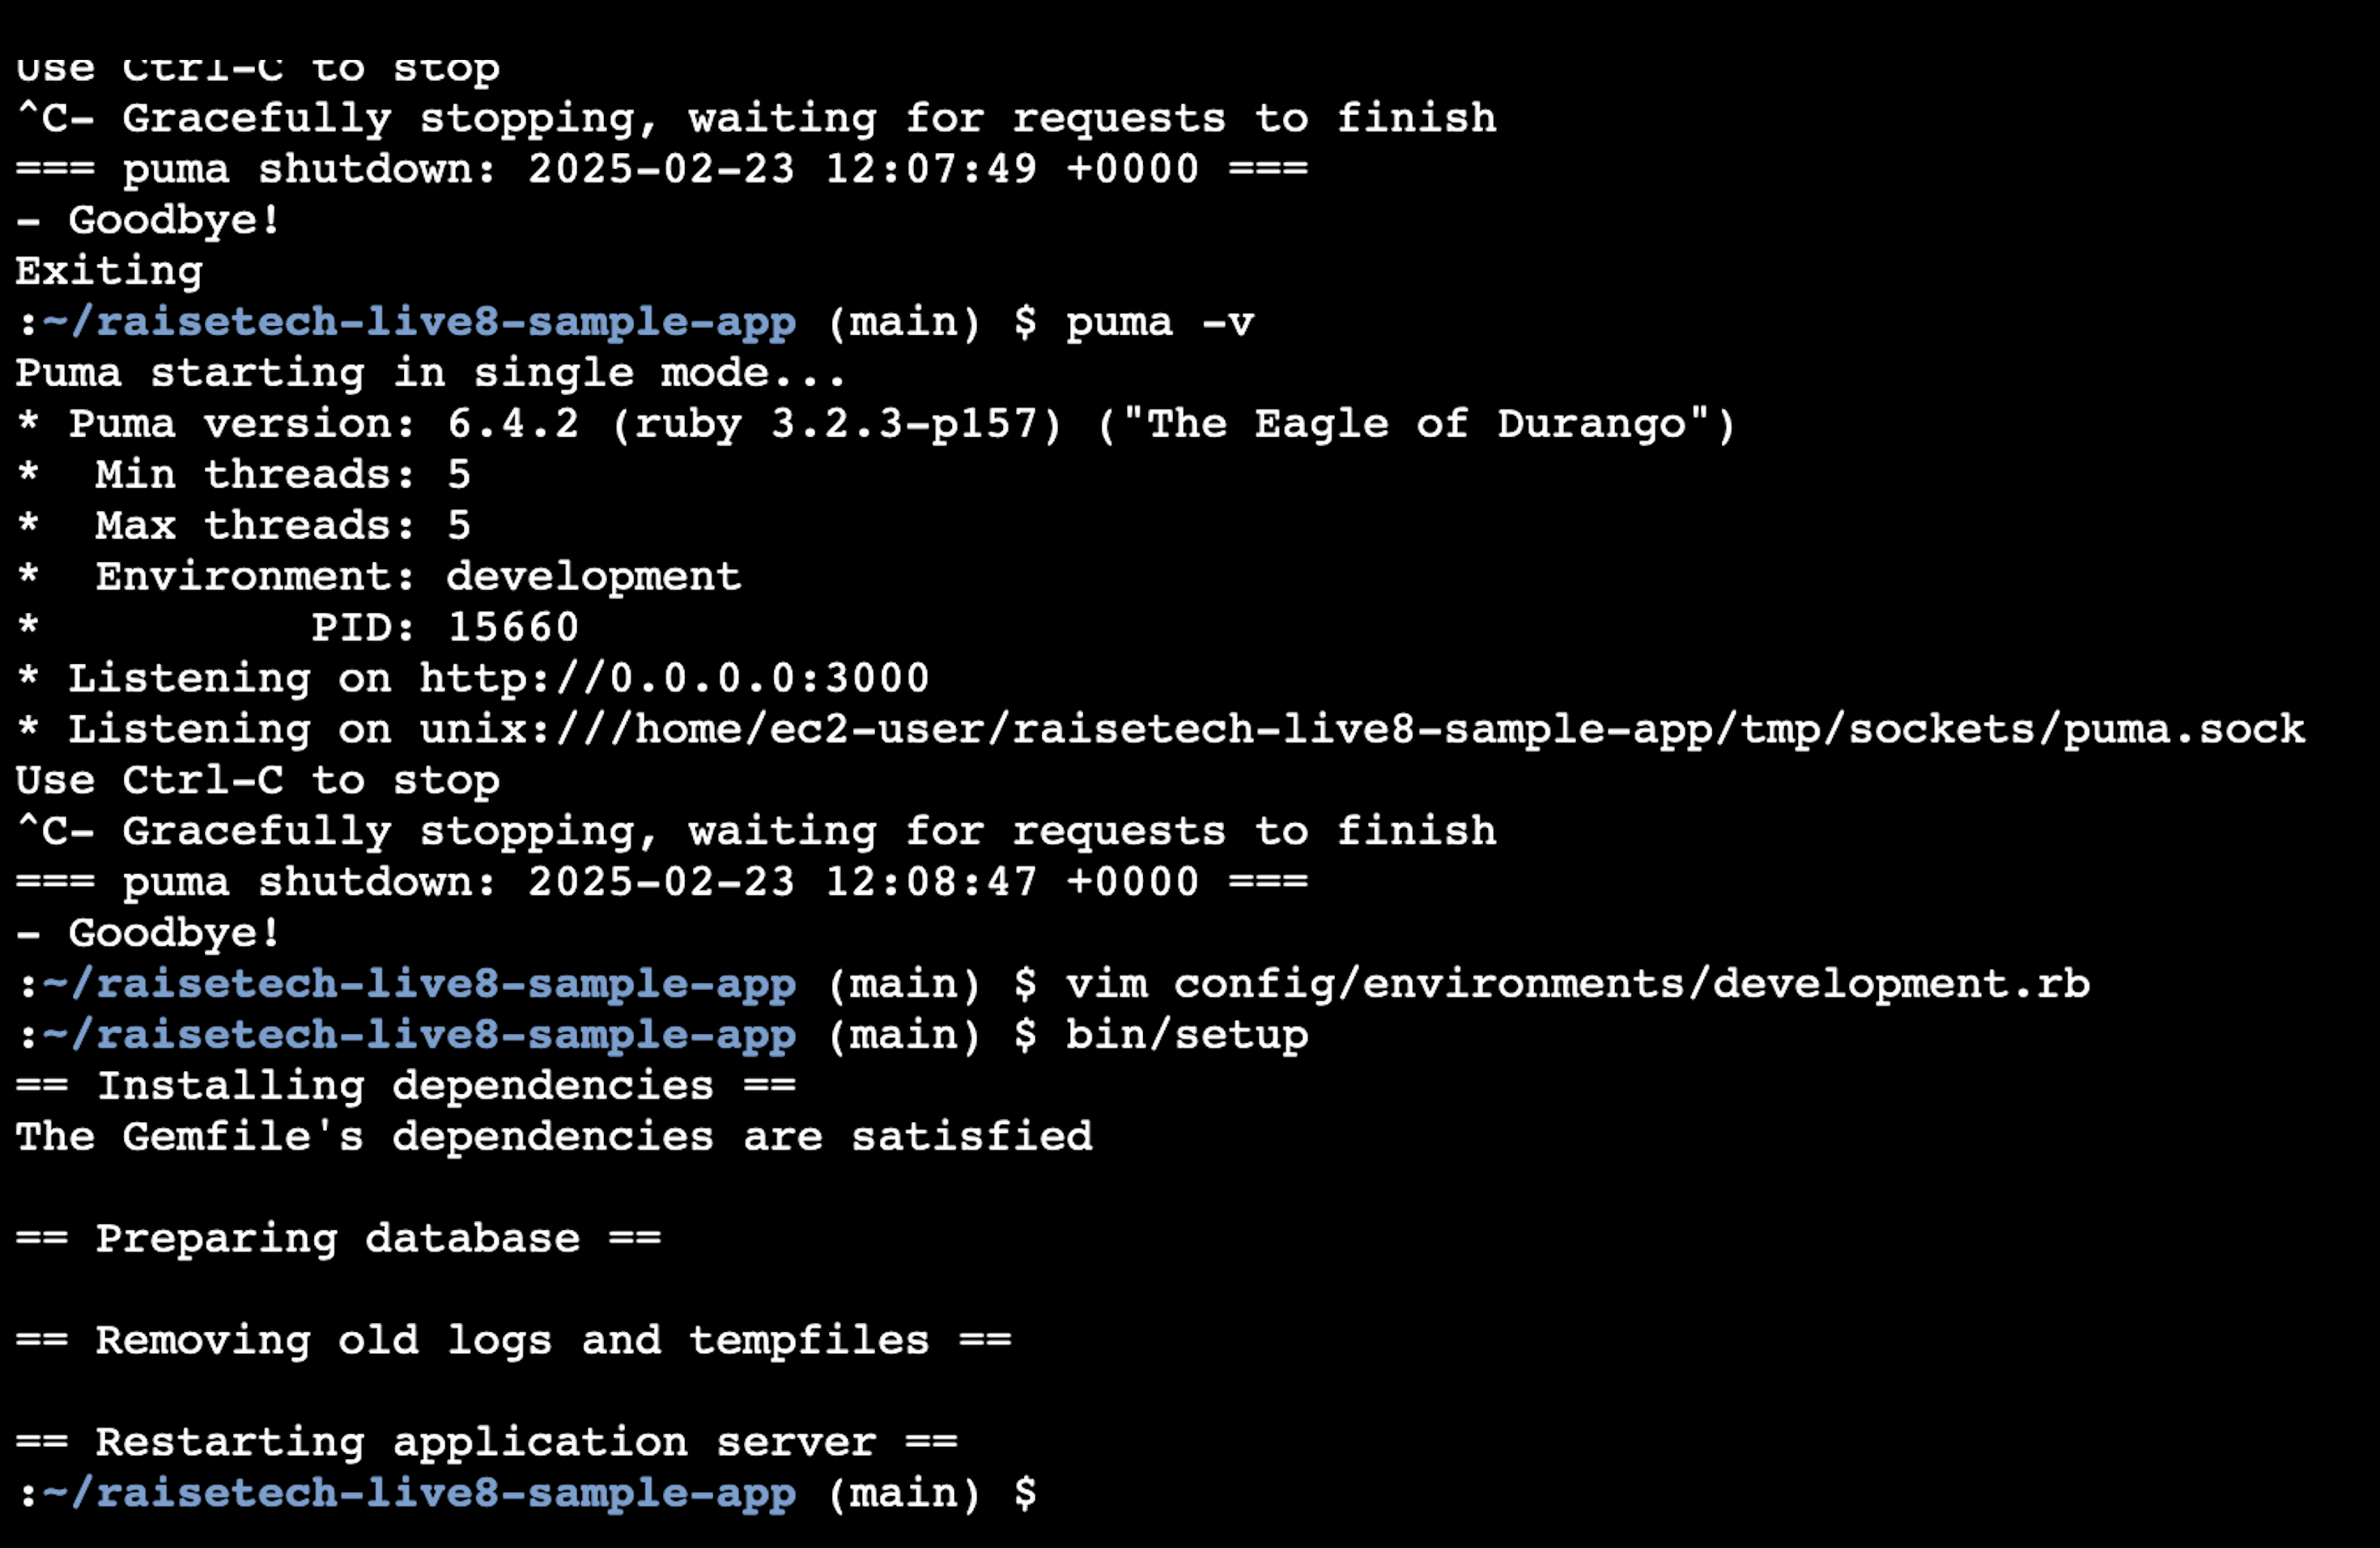 Use Ctrl-C to stop
^C- Gracefully stopping, waiting for requests to finish
=== puma shutdown: 2025-02-23 12:07:49 +0000 ===
- Goodbye!
Exiting
:~/raisetech-live8-sample-app (main) $ puma -v
Puma starting in single mode...
* Puma version: 6.4.2 (ruby 3.2.3-p157) ("The Eagle of Durango")
*  Min threads: 5
*  Max threads: 5
*  Environment: development
*          PID: 15660
* Listening on http://0.0.0.0:3000
* Listening on unix:///home/ec2-user/raisetech-live8-sample-app/tmp/sockets/puma.sock
Use Ctrl-C to stop
^C- Gracefully stopping, waiting for requests to finish
=== puma shutdown: 2025-02-23 12:08:47 +0000 ===
- Goodbye!
:~/raisetech-live8-sample-app (main) $ vim config/environments/development.rb
:~/raisetech-live8-sample-app (main) $ bin/setup
== Installing dependencies ==
The Gemfile's dependencies are satisfied

== Preparing database ==

== Removing old logs and tempfiles ==

== Restarting application server ==
:~/raisetech-live8-sample-app (main) $